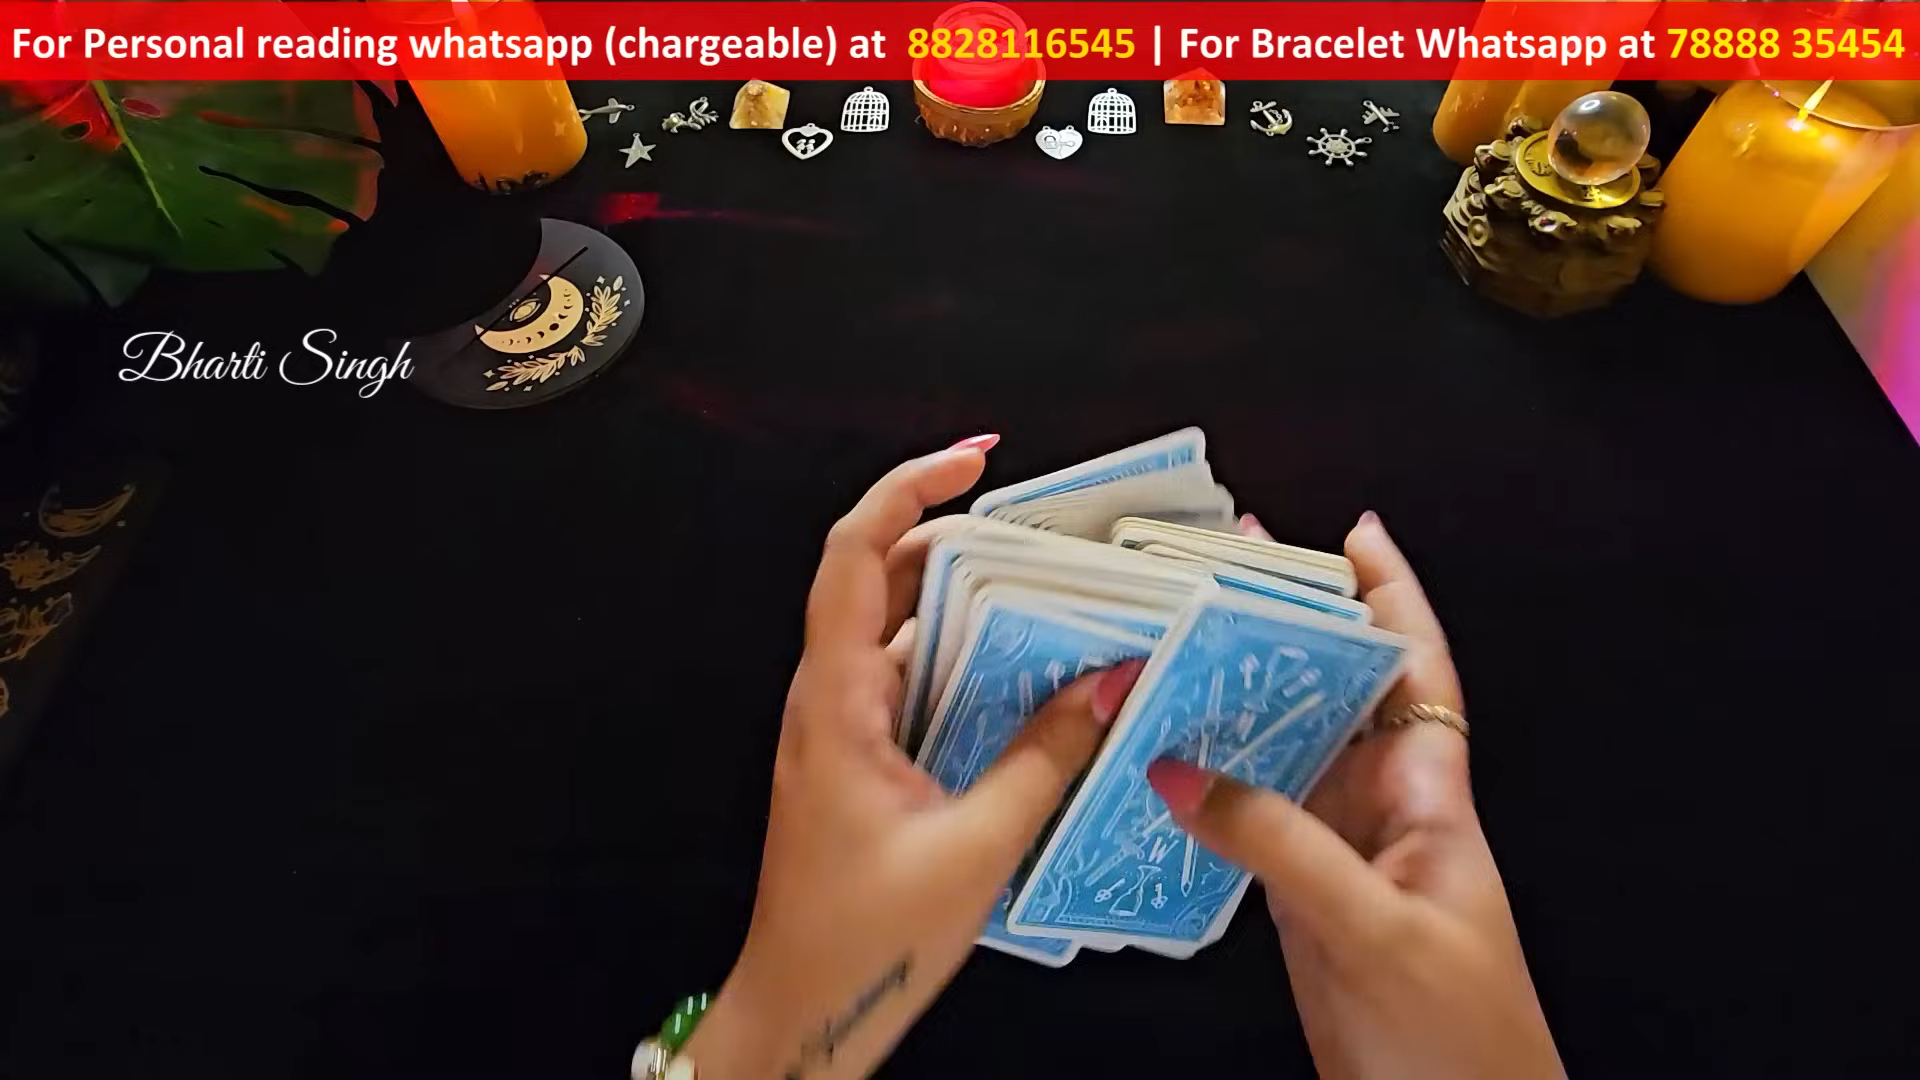 For Personal reading whatsapp (chargeable) at 8828116545 | For Bracelet Whatsapp at 78888 35454
Bharti Singh